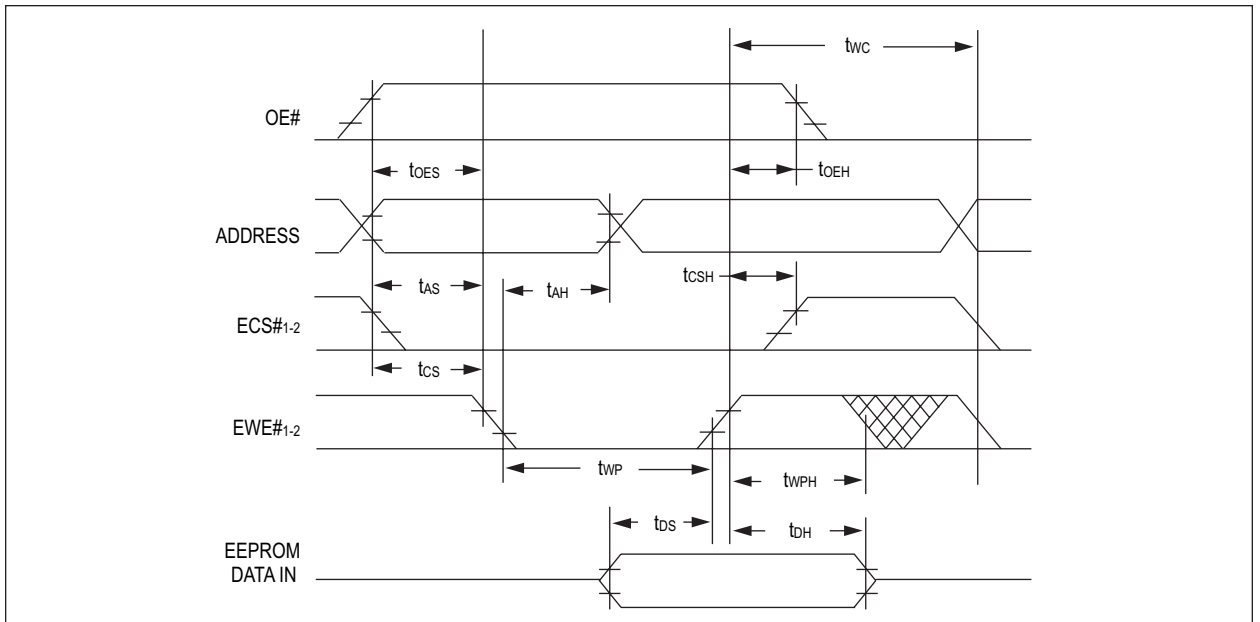 tWC
OE#
tOES
tOEH
ADDRESS
tCSH
tAS
tAH
ECS#1-2
tCS
EWE#1-2
tWP
tWPH
tDS
tDH
EEPROM
DATA IN